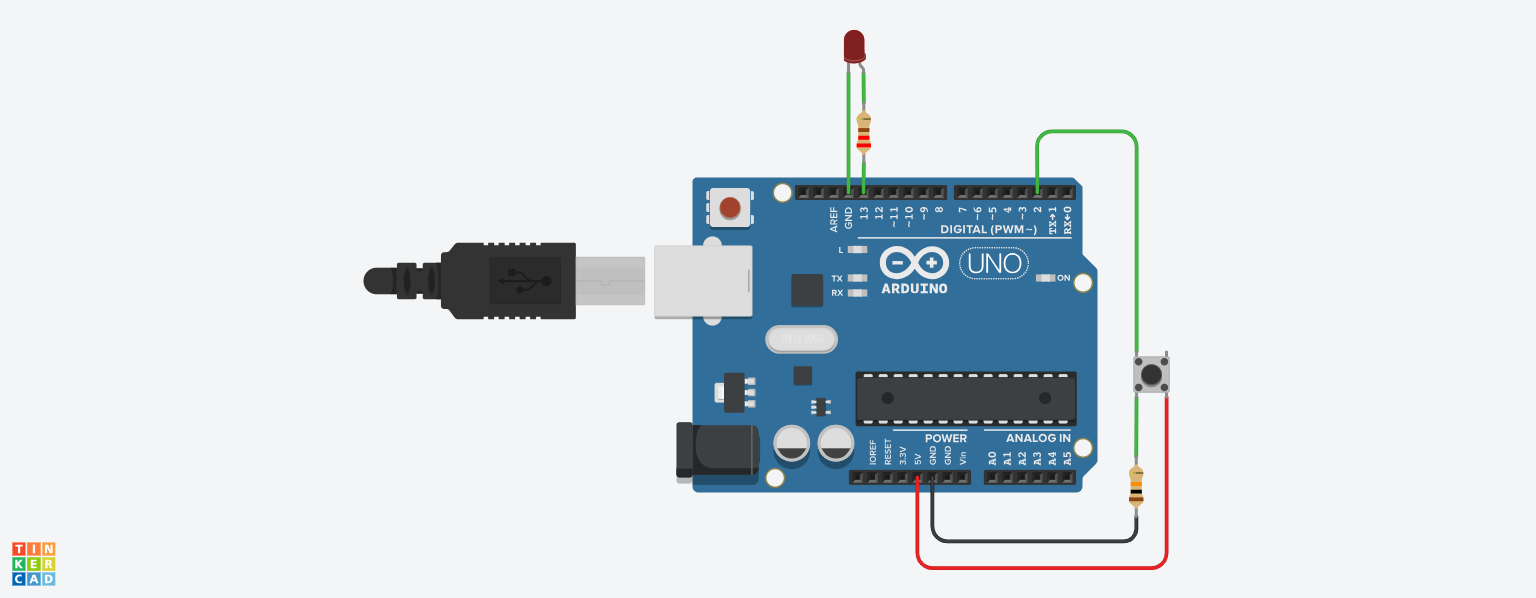 AREF
GND
13
12
~11
~10
~9
8
7
~6
~5
4
~3
2
TX→1
RX←0
DIGITAL (PWM~)
L
TX
RX
ARDUINO
UNO
ON
POWER
ANALOG IN
IOREF
RESET
3.3V
5V
GND
GND
Vin
A0
A1
A2
A3
A4
A5
TIN
KER
CAD